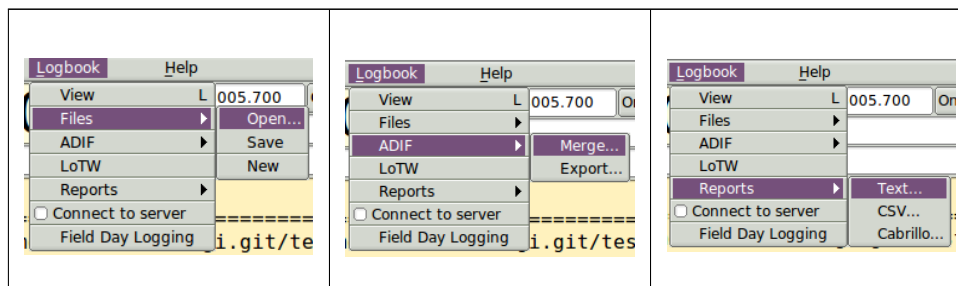 Logbook Help
View L 005.700
Files Open...
ADIF Save
LoTW New
Reports
Connect to server
Field Day Logging i.git/te
Logbook Help
View L 005.700 On
Files
ADIF Merge...
LoTW Export...
Reports
Connect to server
Field Day Logging i.git/tes
Logbook Help
View L 005.700 On
Files
ADIF
LoTW
Reports Text...
Connect to server CSV...
Field Day Logging Cabrillo...